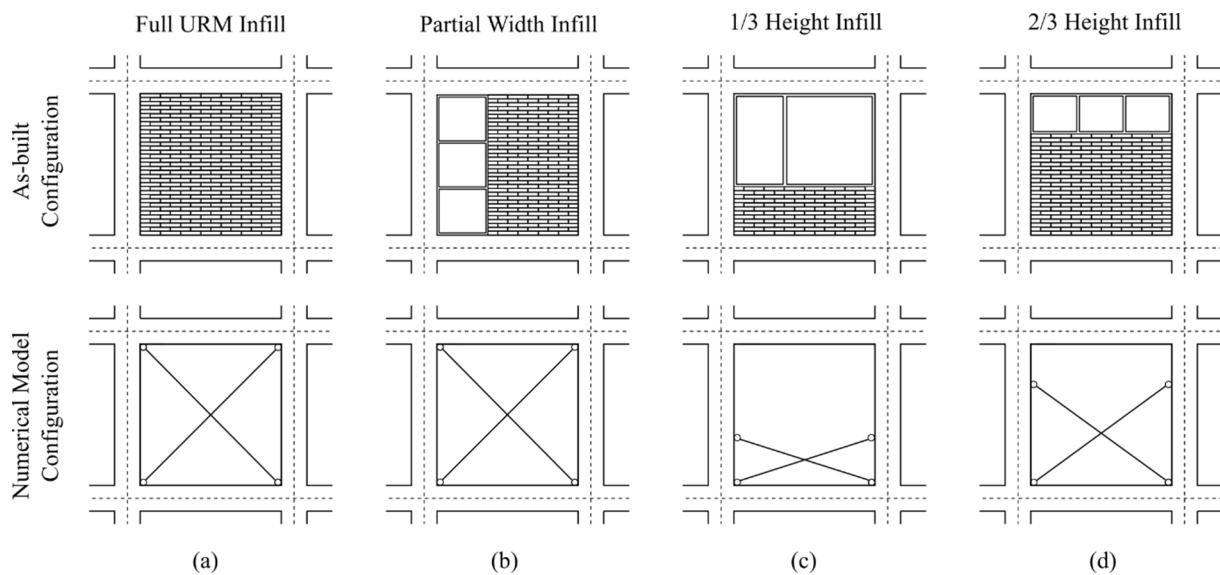 Full URM Infill
Partial Width Infill
1/3 Height Infill
2/3 Height Infill
As-built
Configuration
Numerical Model
Configuration
(a)
(b)
(c)
(d)